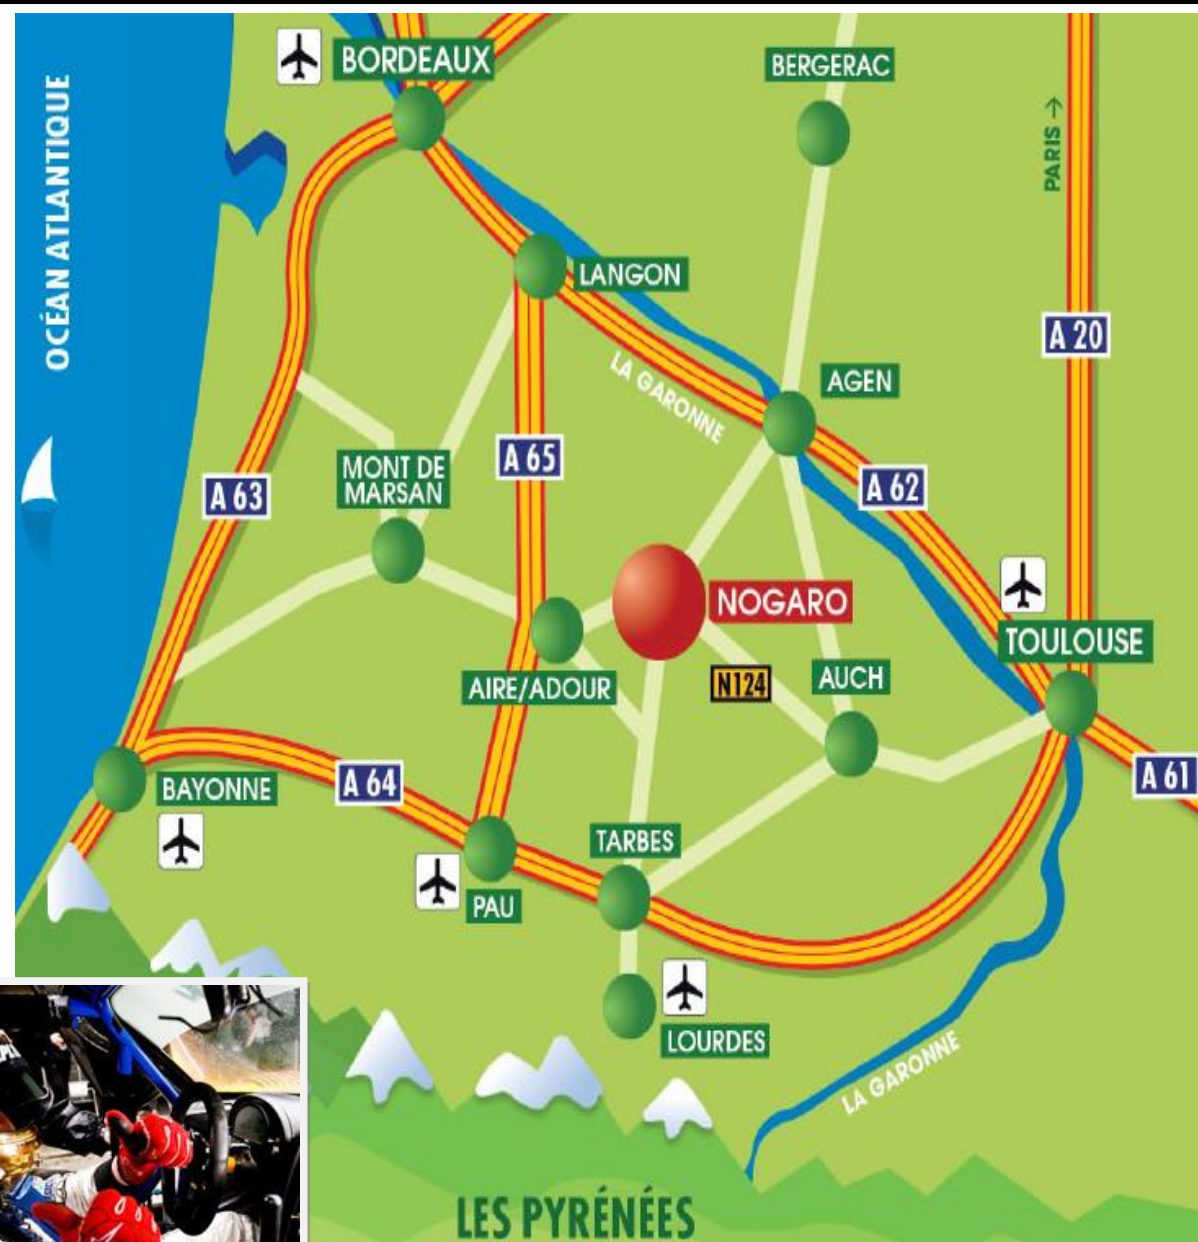 BORDEAUX
BERGERAC
OCÉAN ATLANTIQUE
PARIS →
LANGON
A 20
LA GARONNE
AGEN
MONT DE
MARSAN
A 65
A 63
A 62
NOGARO
TOULOUSE
AIRE/ADOUR
N124
AUCH
BAYONNE
A 64
A 61
TARBES
PAU
LOURDES
LA GARONNE
LES PYRÉNÉES